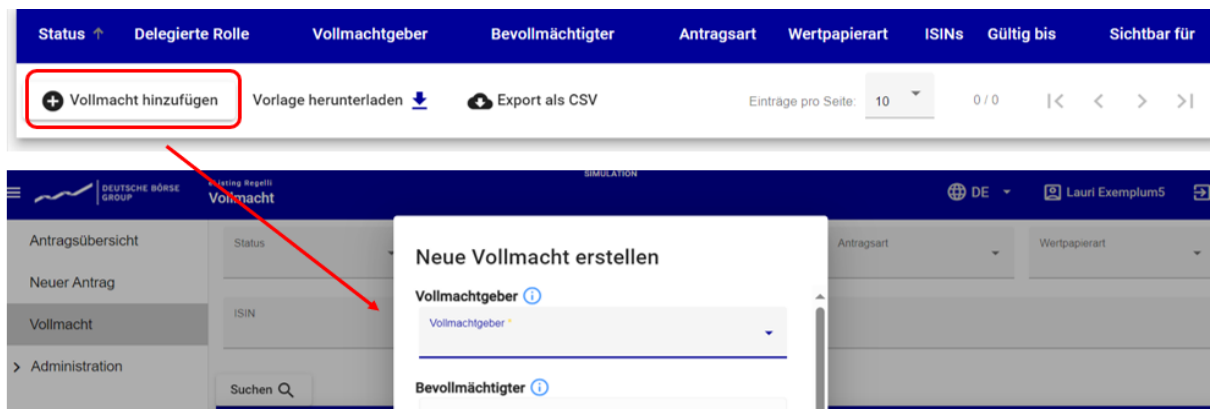 Status ↑ Delegierte Rolle Vollmachtgeber Bevollmächtigter Antragsart Wertpapierart ISINs Gültig bis Sichtbar für
Vollmacht hinzufügen Vorlage herunterladen Export als CSV Einträge pro Seite: 10 0 / 0
SIMULATION
DEUTSCHE BÖRSE
GROUP
Listing Regelli
Vollmacht
DE Lauri Exemplum5
Antragsübersicht
Neuer Antrag
Vollmacht
Administration
Status Antragsart Wertpapierart
ISIN
Suchen
Neue Vollmacht erstellen
Vollmachtgeber
Vollmachtgeber *
Bevollmächtigter